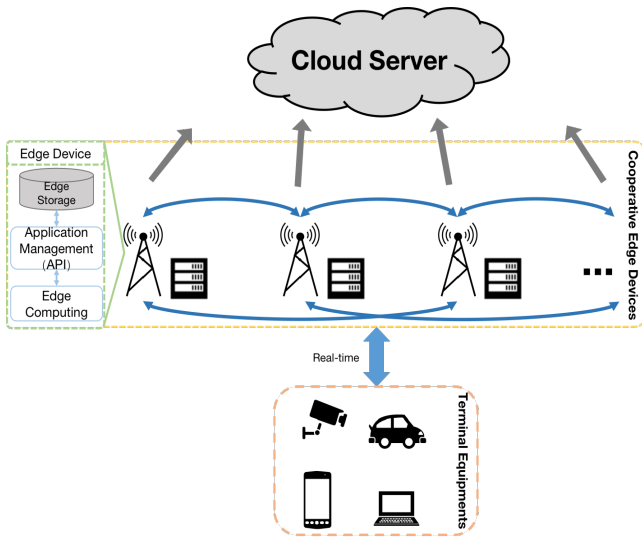 Cloud Server
Edge Device
Edge
Storage
Application
Management
(API)
Edge
Computing
Cooperative Edge Devices
...
Real-time
Terminal Equipments